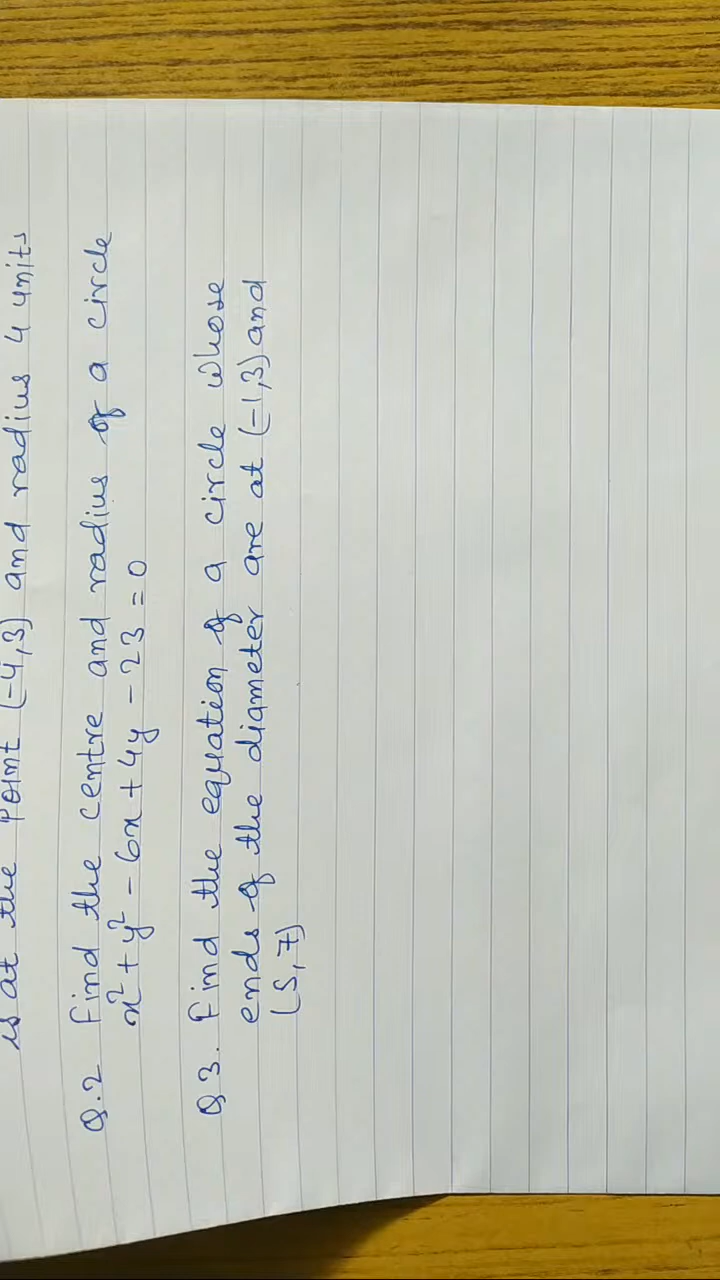 is at the point (-4,3) and radius 4 units
Q.2 Find the centre and radius of a circle
x²+y²-6x+4y-23=0
Q3. Find the equation of a circle whose
ends of the diameter are at (-1,3) and
(5,7)